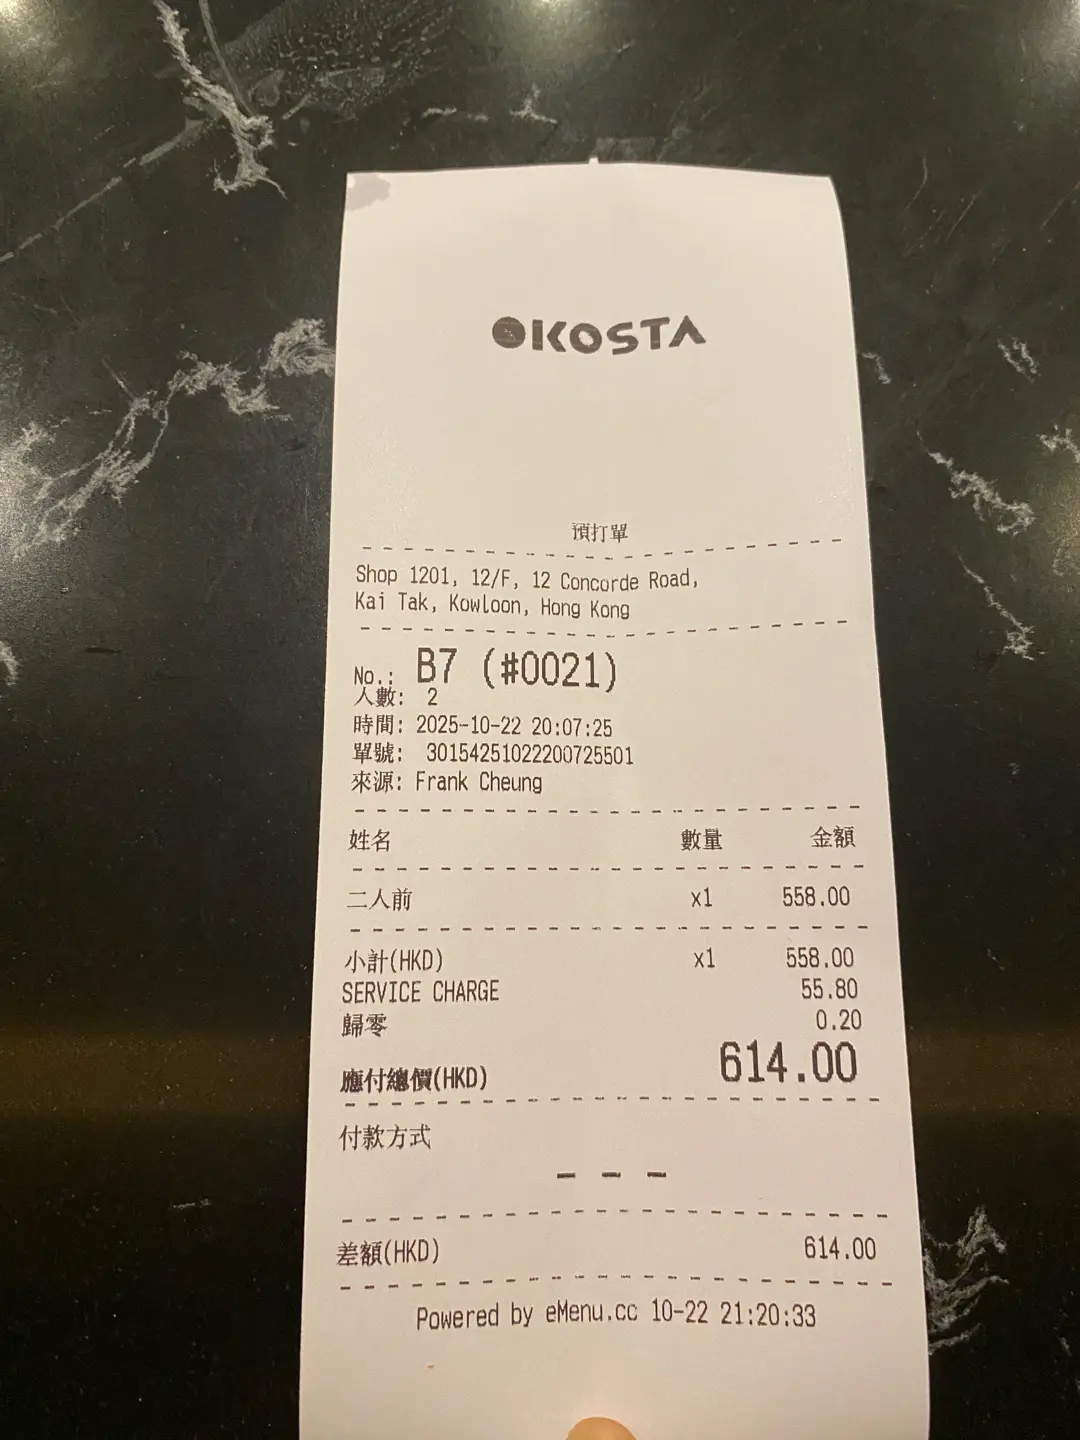 KOSTA
預打單
Shop 1201, 12/F, 12 Concorde Road,
Kai Tak, Kowloon, Hong Kong
No.: B7 (#0021)
人數: 2
時間: 2025-10-22 20:07:25
單號: 30154251022200725501
來源: Frank Cheung
姓名 數量 金額
二人前 x1 558.00
小計(HKD) x1 558.00
SERVICE CHARGE 55.80
歸零 0.20
應付總價(HKD) 614.00
付款方式
- - -
差額(HKD) 614.00
Powered by eMenu.cc 10-22 21:20:33